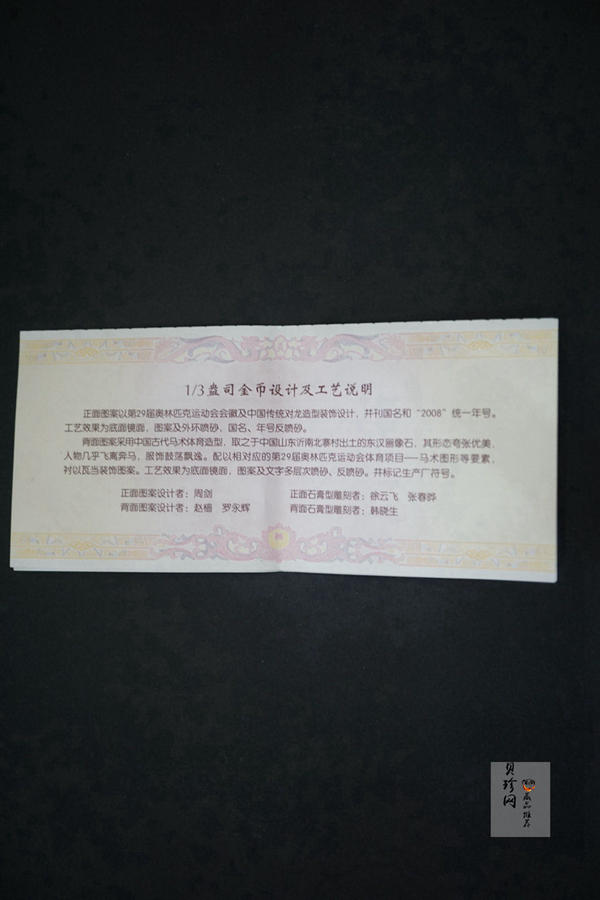 1/3盎司金币设计及工艺说明
正面图案以第29届奥林匹克运动会会徽及中国传统对龙造型装饰设计，并刊国名和“2008”统一年号。
工艺效果为底面镜面，图案及外环喷砂，国名、年号反喷砂。
背面图案采用中国古代马术体育造型，取之于中国山东沂南北寨村出土的东汉画像石，其形态夸张优美，
人物几乎飞离奔马，服饰鼓荡飘逸。配以相对应的第29届奥林匹克运动会体育项目——马术图形等要素，
衬以瓦当装饰图案。工艺效果为底面镜面，图案及文字多层次喷砂、反喷砂。并标记生产厂符号。
正面图案设计者：周剑 正面石膏型雕刻者：徐云飞 张春晔
背面图案设计者：赵樯 罗永辉 背面石膏型雕刻者：韩晓生
贝珍网
藏品推荐